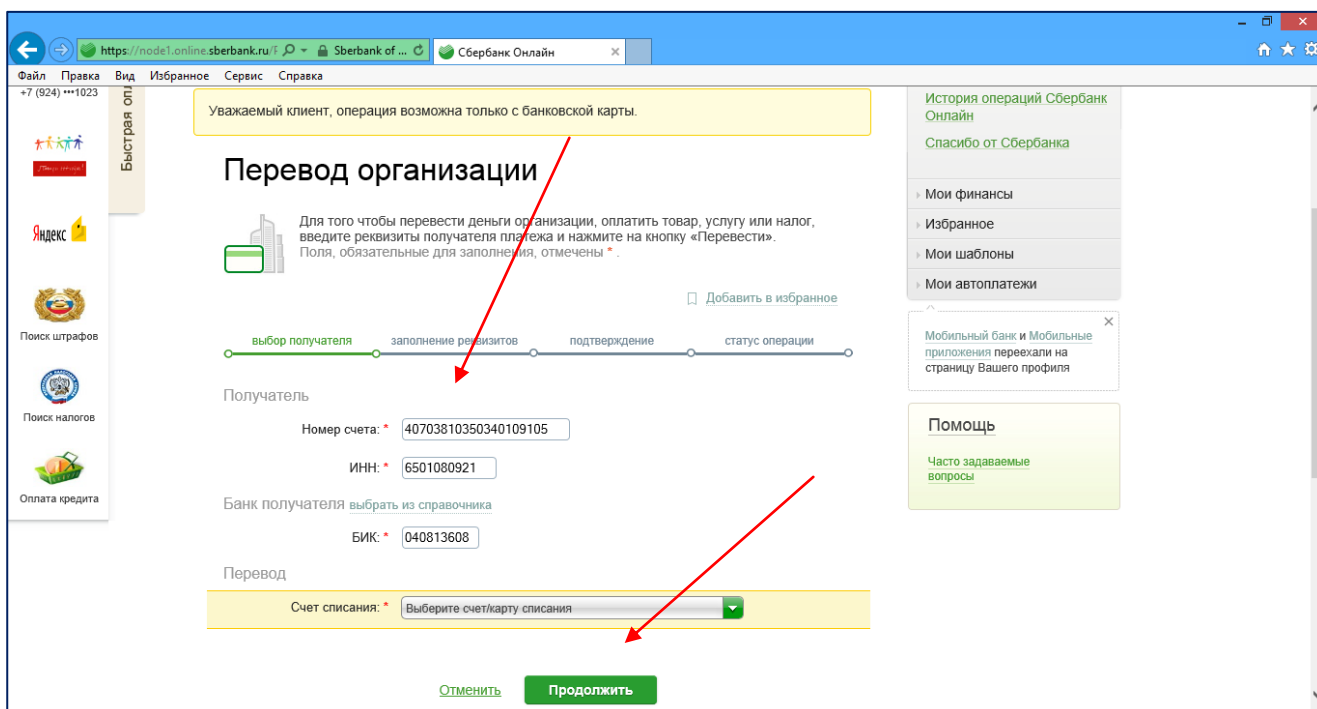 https://node1.online.sberbank.ru/F
Sberbank of ...
Сбербанк Онлайн
Файл Правка Вид Избранное Сервис Справка
+7 (924) •••1023
Быстрая опл
Уважаемый клиент, операция возможна только с банковской карты.
История операций Сбербанк
Онлайн
Спасибо от Сбербанка
Перевод организации
Мои финансы
Яндекс
Для того чтобы перевести деньги организации, оплатить товар, услугу или налог,
введите реквизиты получателя платежа и нажмите на кнопку «Перевести».
Поля, обязательные для заполнения, отмечены * .
Избранное
Мои шаблоны
Мои автоплатежи
Добавить в избранное
Поиск штрафов
выбор получателя заполнение реквизитов подтверждение статус операции
Мобильный банк и Мобильные
приложения переехали на
страницу Вашего профиля
Получатель
Поиск налогов
Номер счета: * 40703810350340109105
Помощь
ИНН: * 6501080921
Часто задаваемые
вопросы
Оплата кредита
Банк получателя выбрать из справочника
БИК: * 040813608
Перевод
Счет списания: * Выберите счет/карту списания
Отменить Продолжить